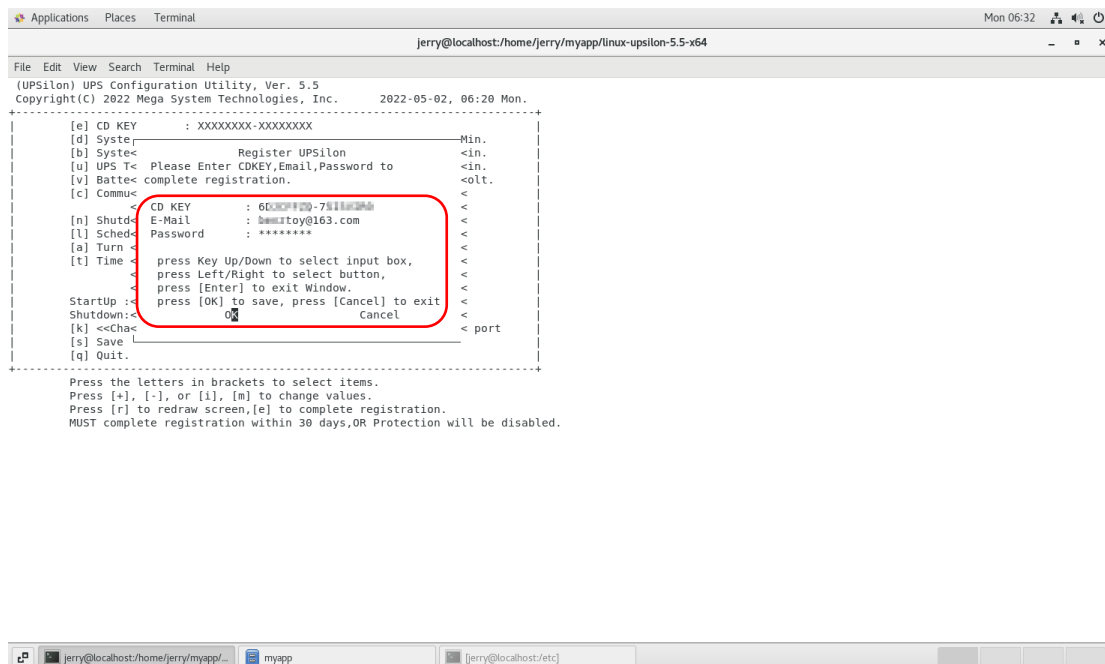 Applications Places Terminal Mon 06:32
jerry@localhost:/home/jerry/myapp/linux-upsilon-5.5-x64
File Edit View Search Terminal Help
(UPSilon) UPS Configuration Utility, Ver. 5.5
Copyright(C) 2022 Mega System Technologies, Inc. 2022-05-02, 06:20 Mon.
[e] CD KEY : XXXXXXXX-XXXXXXXX
[d] Syste Min.
[b] Syste< Register UPSilon <in.
[u] UPS T< Please Enter CDKEY,Email,Password to <in.
[v] Batte< complete registration. <olt.
[c] Commu< <
< CD KEY : 6D -7 <
[n] Shutd< E-Mail : toy@163.com <
[l] Sched< Password : ******** <
[a] Turn < <
[t] Time < press Key Up/Down to select input box, <
< press Left/Right to select button, <
< press [Enter] to exit Window. <
StartUp :< press [OK] to save, press [Cancel] to exit <
Shutdown:< OK Cancel <
[k] <<Cha< < port
[s] Save
[q] Quit.
Press the letters in brackets to select items.
Press [+], [-], or [i], [m] to change values.
Press [r] to redraw screen,[e] to complete registration.
MUST complete registration within 30 days,OR Protection will be disabled.
jerry@localhost:/home/jerry/myapp/... myapp [jerry@localhost:/etc]